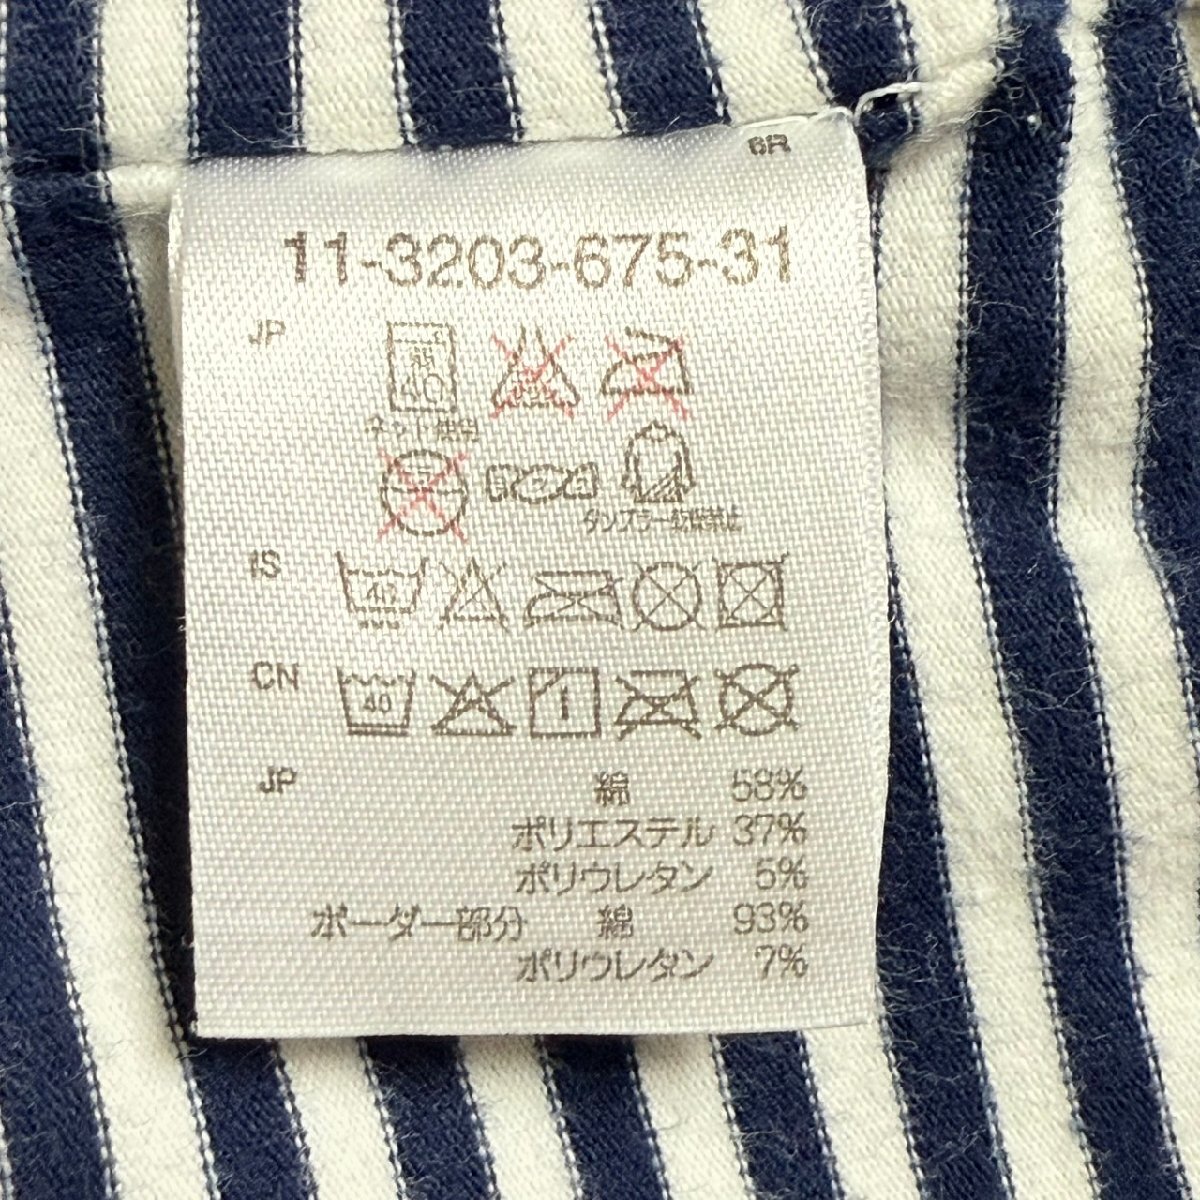 BR
11-3203-675-31
JP
弱
40
ネット使用
タンブラー乾燥禁止
IS
40
CN
40
JP 綿 58%
ポリエステル 37%
ポリウレタン 5%
ボーダー部分 綿 93%
ポリウレタン 7%